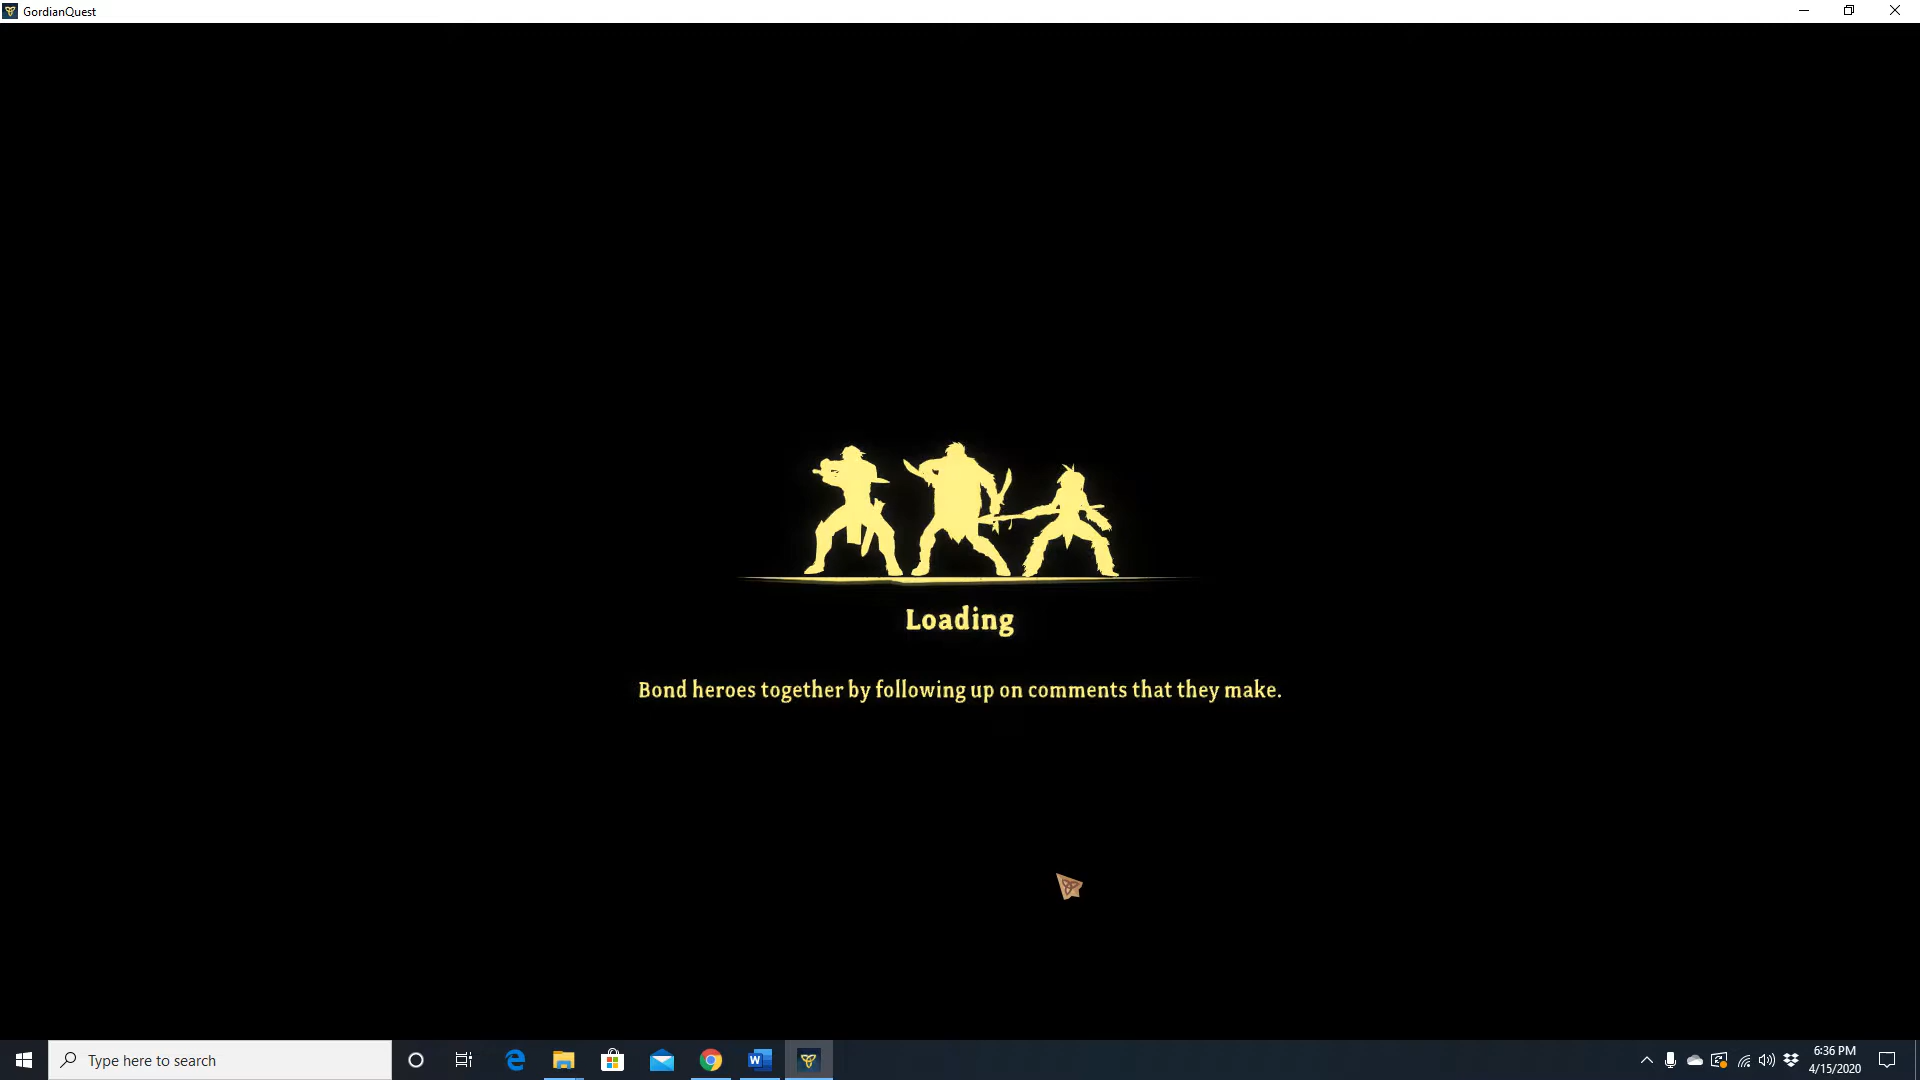 GordianQuest
Loading
Bond heroes together by following up on comments that they make.
Type here to search
6:36 PM
4/15/2020